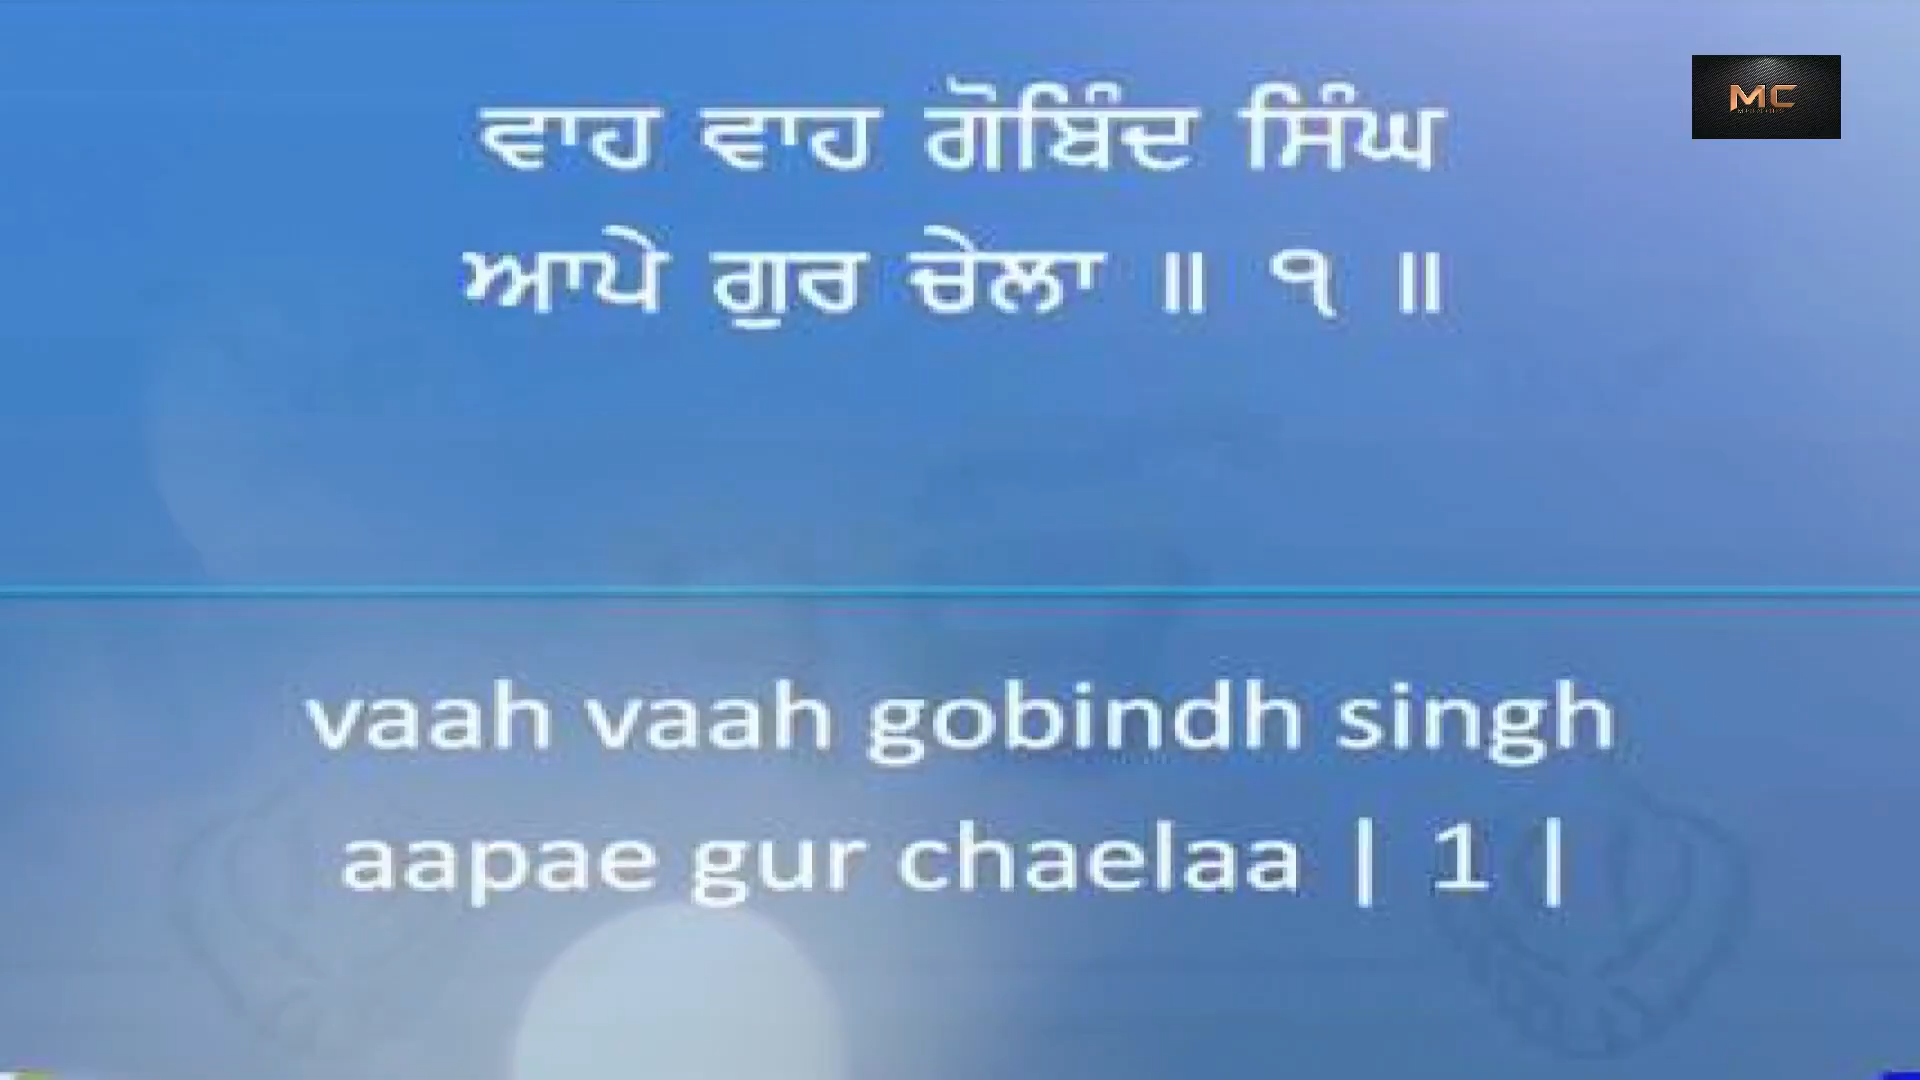 ਵਾਹ ਵਾਹ ਗੋਬਿੰਦ ਸਿੰਘ
MC
ਆਪੇ ਗੁਰ ਚੇਲਾ ॥ ੧ ॥
vaah vaah gobindh singh
aapae gur chaelaa | 1 |